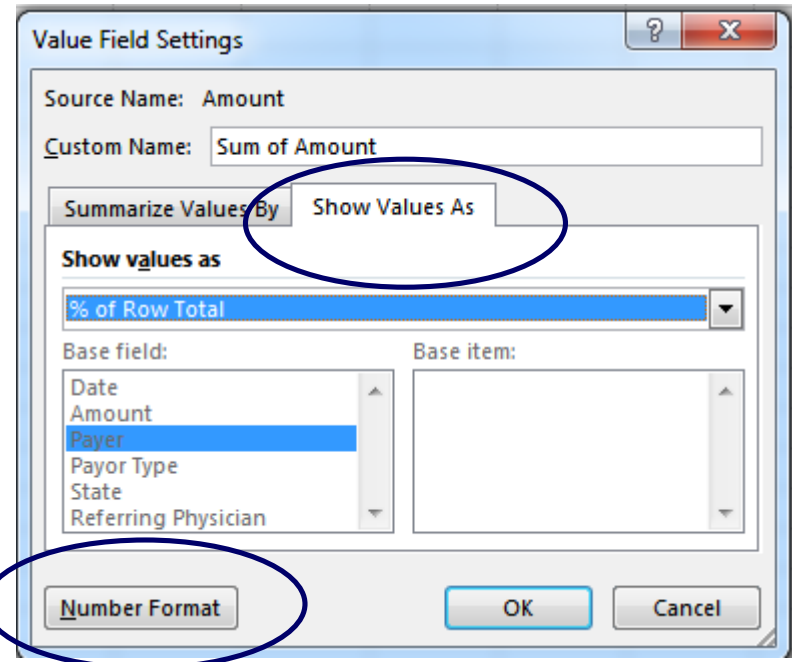 Value Field Settings
? X
Source Name: Amount
Custom Name: Sum of Amount
Summarize Values By Show Values As
Show values as
% of Row Total
Base field: Base item:
Date
Amount
Payer
Payor Type
State
Referring Physician
Number Format OK Cancel